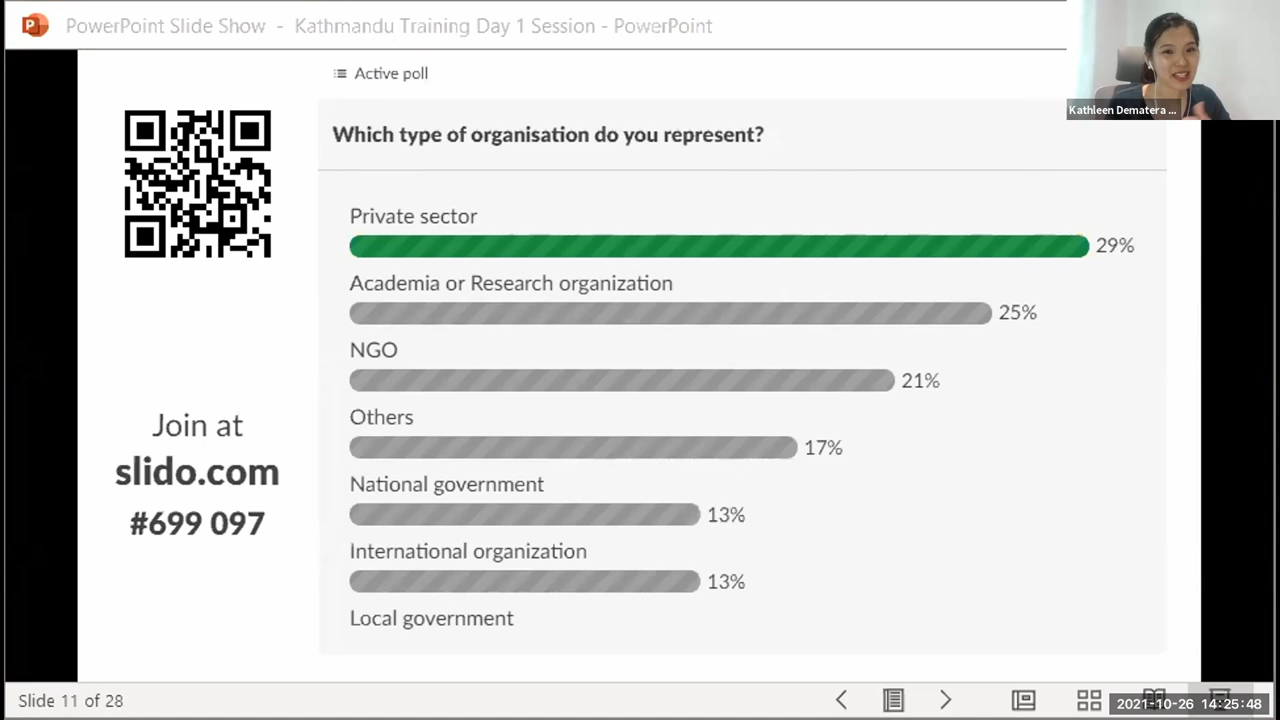 PowerPoint Slide Show - Kathmandu Training Day 1 Session - PowerPoint
Kathleen Dematera ...
Active poll
Which type of organisation do you represent?
Private sector
29%
Academia or Research organization
25%
NGO
21%
Others
17%
National government
13%
International organization
13%
Local government
Join at
slido.com
#699 097
Slide 11 of 28
2021-10-26 14:25:48